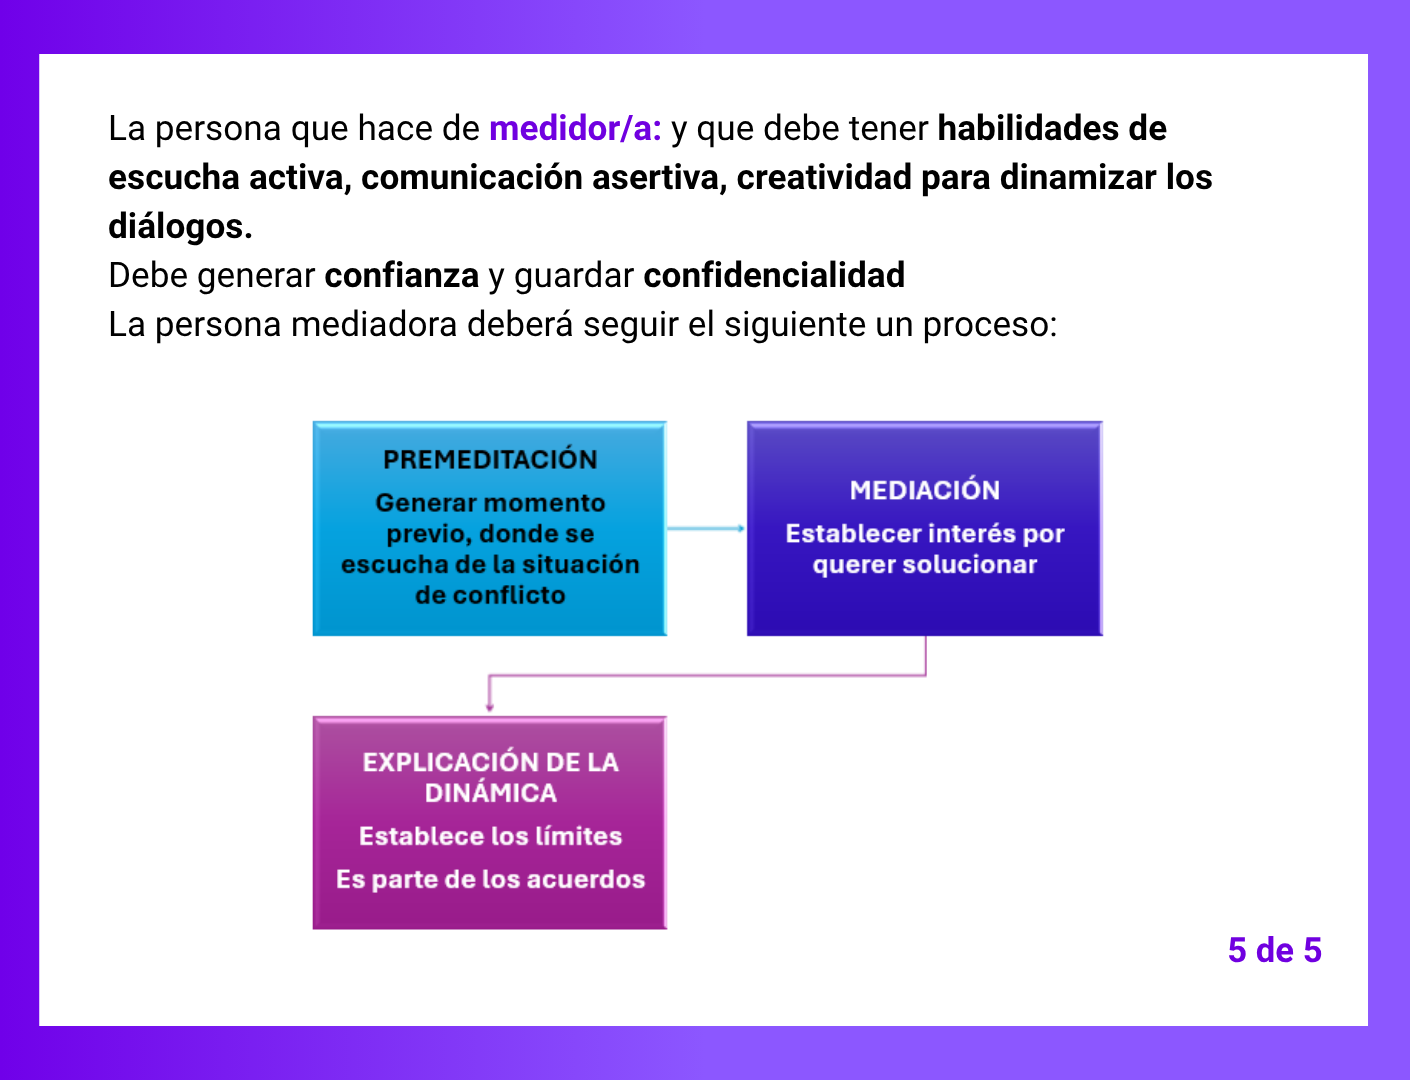 La persona que hace de medidor/a: y que debe tener habilidades de
escucha activa, comunicación asertiva, creatividad para dinamizar los
diálogos.
Debe generar confianza y guardar confidencialidad
La persona mediadora deberá seguir el siguiente un proceso:
PREMEDITACIÓN
Generar momento
previo, donde se
escucha de la situación
de conflicto
MEDIACIÓN
Establecer interés por
querer solucionar
EXPLICACIÓN DE LA
DINÁMICA
Establece los límites
Es parte de los acuerdos
5 de 5